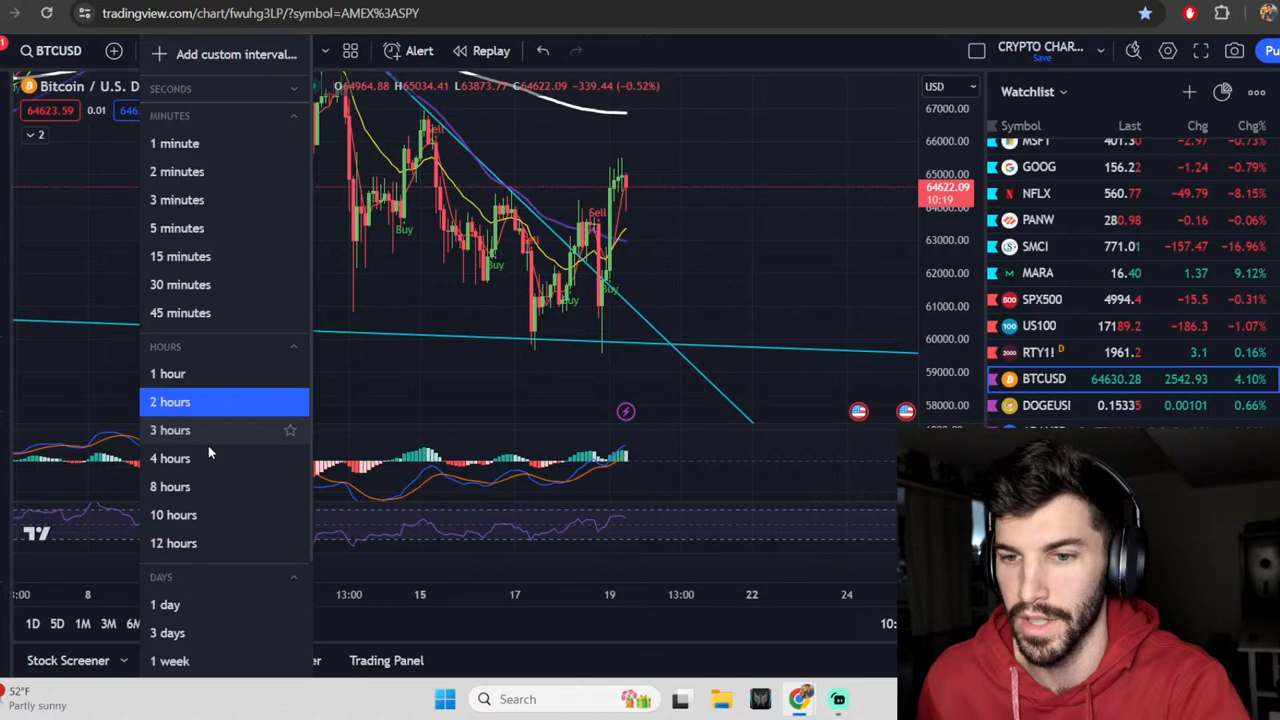 tradingview.com/chart/fwuhg3LP/?symbol=AMEX%3ASPY
BTCUSD
Add custom interval...
Alert
Replay
CRYPTO CHAR...
Save
Pu
Bitcoin / U.S. D
64964.88 H65034.41 L63873.77 C64622.09 -339.44 (-0.52%)
USD
64623.59
0.01
2
SECONDS
MINUTES
1 minute
2 minutes
3 minutes
5 minutes
15 minutes
30 minutes
45 minutes
HOURS
1 hour
2 hours
3 hours
4 hours
8 hours
10 hours
12 hours
DAYS
1 day
3 days
1 week
Sell
Buy
Buy
Sell
Buy
Sell
Buy
67000.00
66000.00
65000.00
64622.09
10:19
64000.00
63000.00
62000.00
61000.00
60000.00
59000.00
58000.00
Watchlist
Symbol Last Chg Chg%
MSFT 401.30 -2.97 -0.73%
GOOG 156.22 -1.24 -0.79%
NFLX 560.77 -49.79 -8.15%
PANW 280.98 -0.16 -0.06%
SMCI 771.01 -157.47 -16.96%
MARA 16.40 1.37 9.12%
SPX500 4994.4 -15.5 -0.31%
US100 17189.2 -186.3 -1.07%
RTY1! D 1961.2 3.1 0.16%
BTCUSD 64630.28 2542.93 4.10%
DOGEUSI 0.15335 0.00101 0.66%
8 13:00 15 17 19 13:00 22 24
1D 5D 1M 3M 6M
Stock Screener
Trading Panel
52°F
Partly sunny
Search